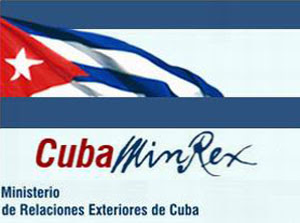 CubaMinRex
Ministerio
de Relaciones Exteriores de Cuba